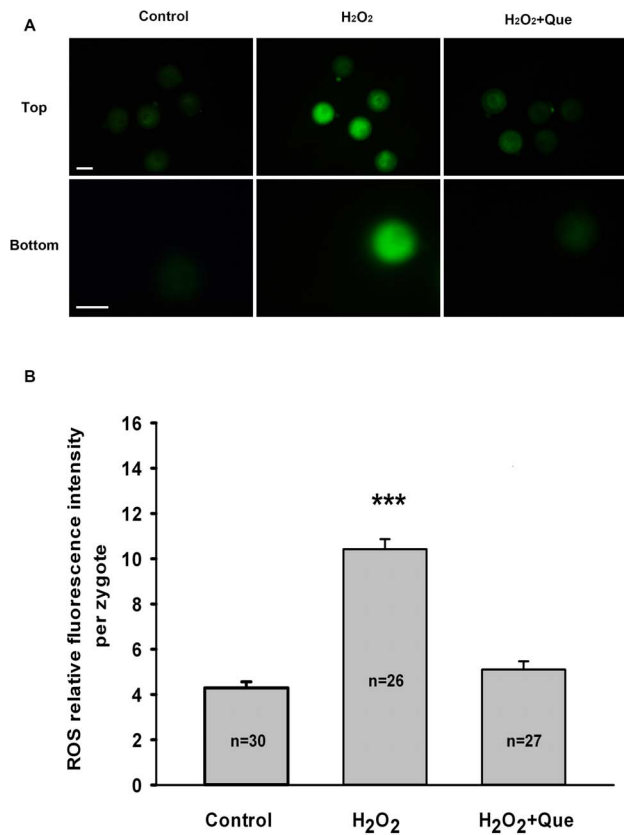 A
Control
H2O2
H2O2+Que
Top
Bottom
B
ROS relative fluorescence intensity
per zygote
16
14
12
10
8
6
4
2
0
***
n=30
n=26
n=27
Control
H2O2
H2O2+Que